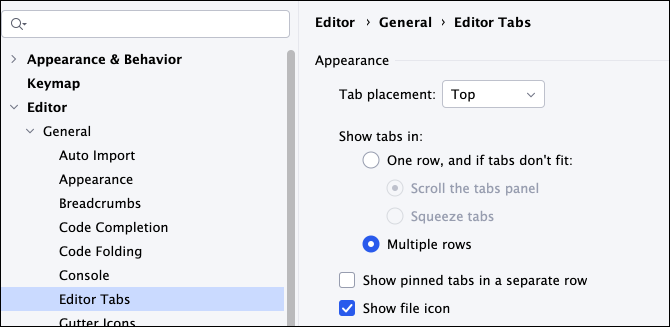 Appearance & Behavior
Keymap
Editor
General
Auto Import
Appearance
Breadcrumbs
Code Completion
Code Folding
Console
Editor Tabs
Gutter Icons
Editor › General › Editor Tabs
Appearance
Tab placement: Top
Show tabs in:
One row, and if tabs don't fit:
Scroll the tabs panel
Squeeze tabs
Multiple rows
Show pinned tabs in a separate row
Show file icon